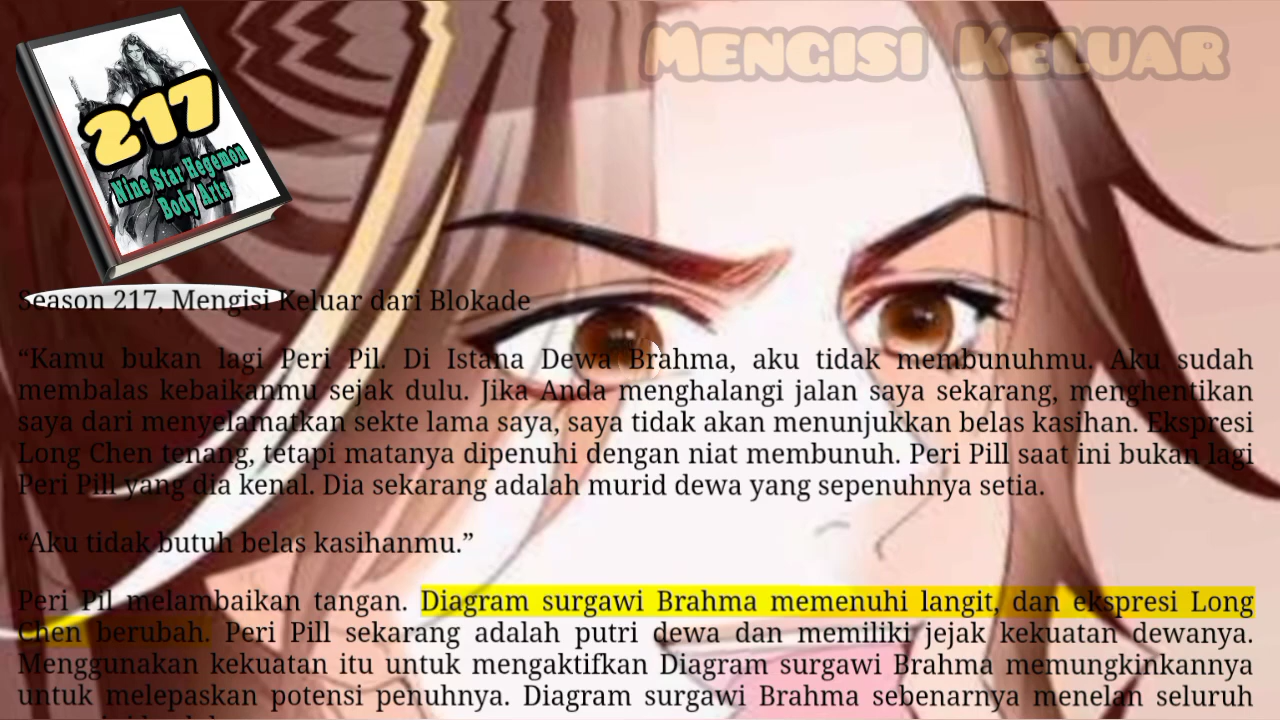 MENGISI KELUAR
217
Nine Star Hegemon
Body Arts
Season 217, Mengisi Keluar dari Blokade
“Kamu bukan lagi Peri Pil. Di Istana Dewa Brahma, aku tidak membunuhmu. Aku sudah
membalas kebaikanmu sejak dulu. Jika Anda menghalangi jalan saya sekarang, menghentikan
saya dari menyelamatkan sekte lama saya, saya tidak akan menunjukkan belas kasihan. Ekspresi
Long Chen tenang, tetapi matanya dipenuhi dengan niat membunuh. Peri Pill saat ini bukan lagi
Peri Pill yang dia kenal. Dia sekarang adalah murid dewa yang sepenuhnya setia.
“Aku tidak butuh belas kasihanmu.”
Peri Pil melambaikan tangan. Diagram surgawi Brahma memenuhi langit, dan ekspresi Long
Chen berubah. Peri Pill sekarang adalah putri dewa dan memiliki jejak kekuatan dewanya.
Menggunakan kekuatan itu untuk mengaktifkan Diagram surgawi Brahma memungkinkannya
untuk melepaskan potensi penuhnya. Diagram surgawi Brahma sebenarnya menelan seluruh